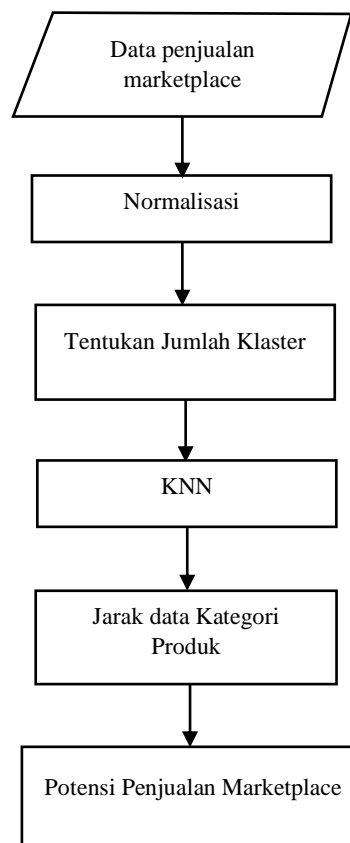 Data penjualan
marketplace
Normalisasi
Tentukan Jumlah Klaster
KNN
Jarak data Kategori
Produk
Potensi Penjualan Marketplace